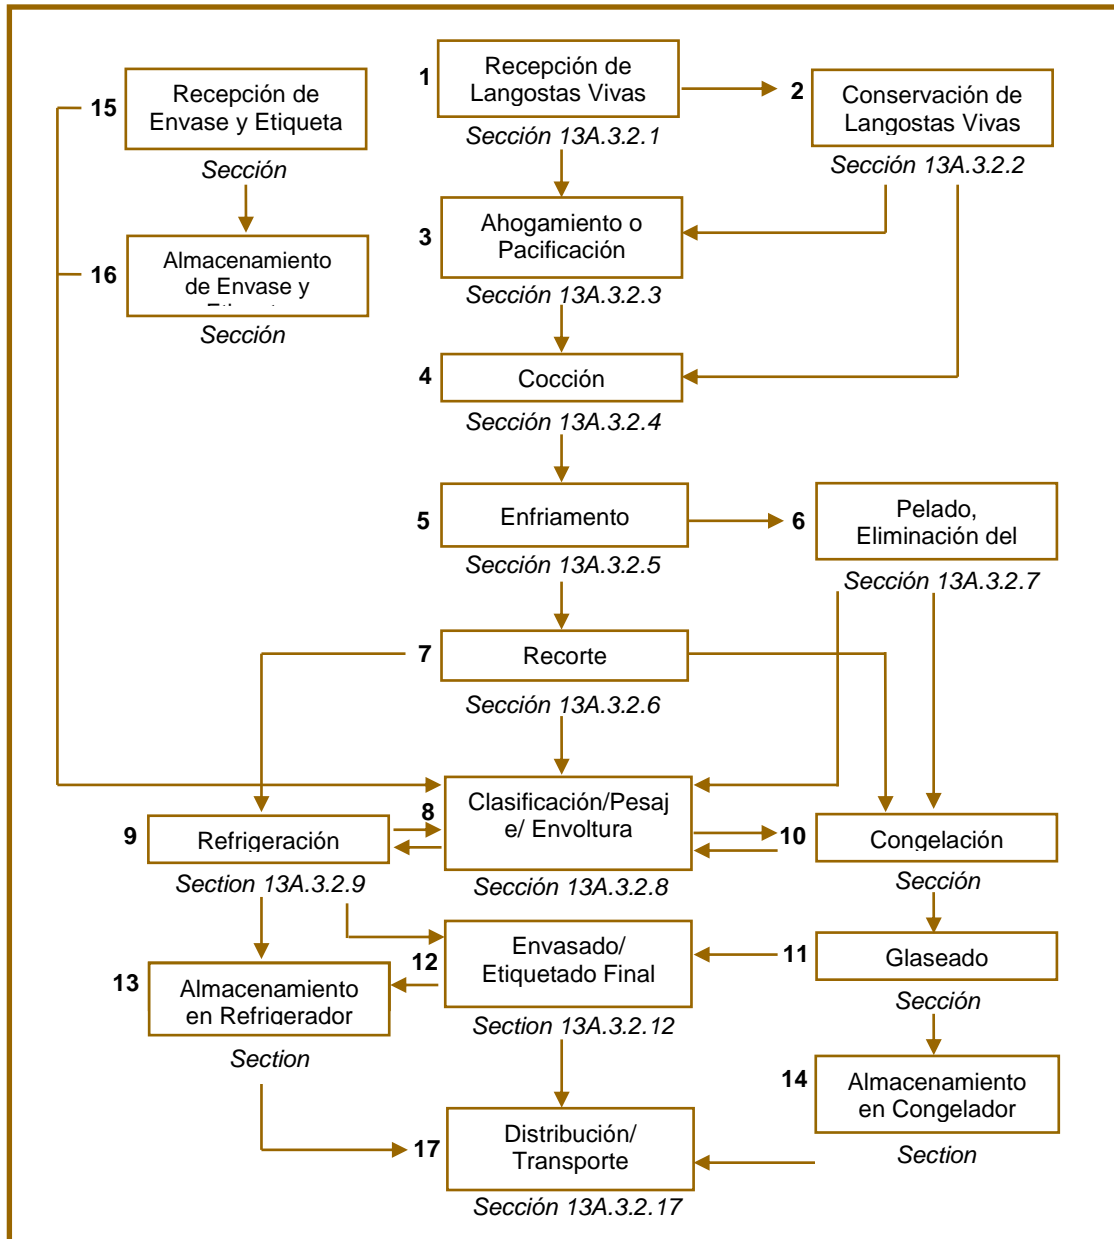 1
Recepción de
Langostas Vivas
Sección 13A.3.2.1
2
Conservación de
Langostas Vivas
Sección 13A.3.2.2
15
Recepción de
Envase y Etiqueta
Sección
3
Ahogamiento o
Pacificación
Sección 13A.3.2.3
16
Almacenamiento
de Envase y
Sección
4
Cocción
Sección 13A.3.2.4
5
Enfriamento
Sección 13A.3.2.5
6
Pelado,
Eliminación del
Sección 13A.3.2.7
7
Recorte
Sección 13A.3.2.6
8
Clasificación/Pesaj
e/ Envoltura
Sección 13A.3.2.8
9
Refrigeración
Section 13A.3.2.9
10
Congelación
Sección
11
Glaseado
Sección
12
Envasado/
Etiquetado Final
Section 13A.3.2.12
13
Almacenamiento
en Refrigerador
Section
14
Almacenamiento
en Congelador
Section
17
Distribución/
Transporte
Sección 13A.3.2.17